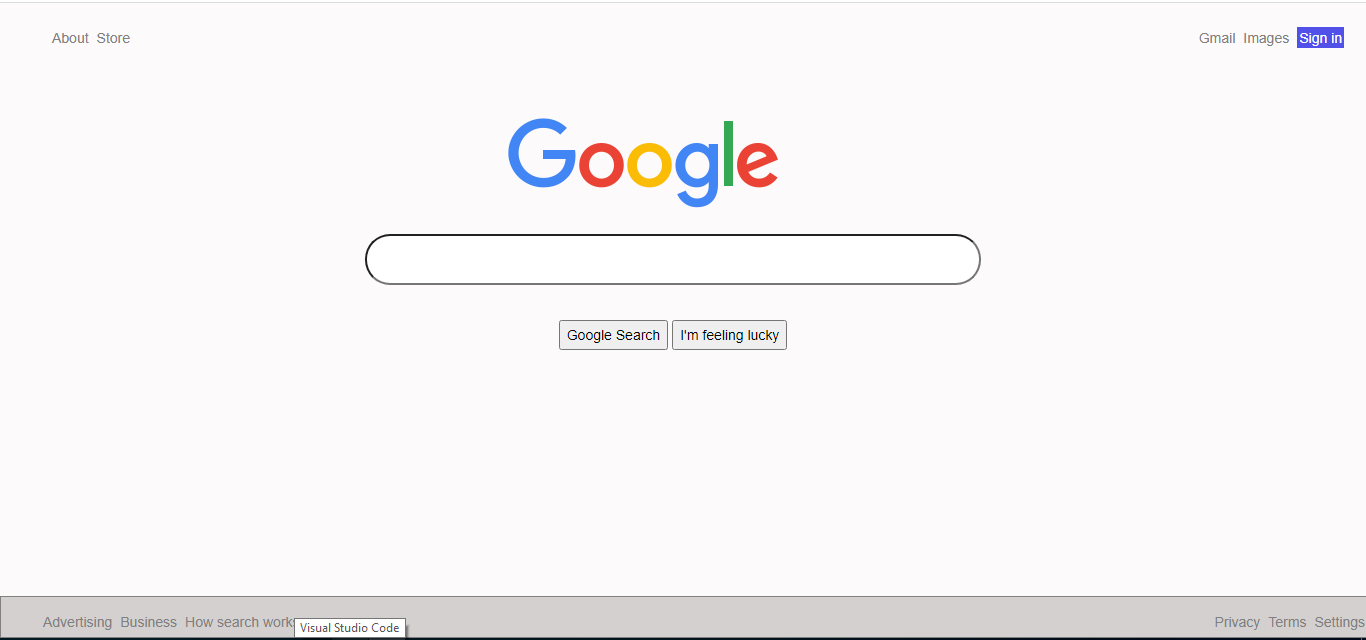 About Store
Gmail Images Sign in
Google
Google Search I'm feeling lucky
Advertising Business How search works
Visual Studio Code
Privacy Terms Settings